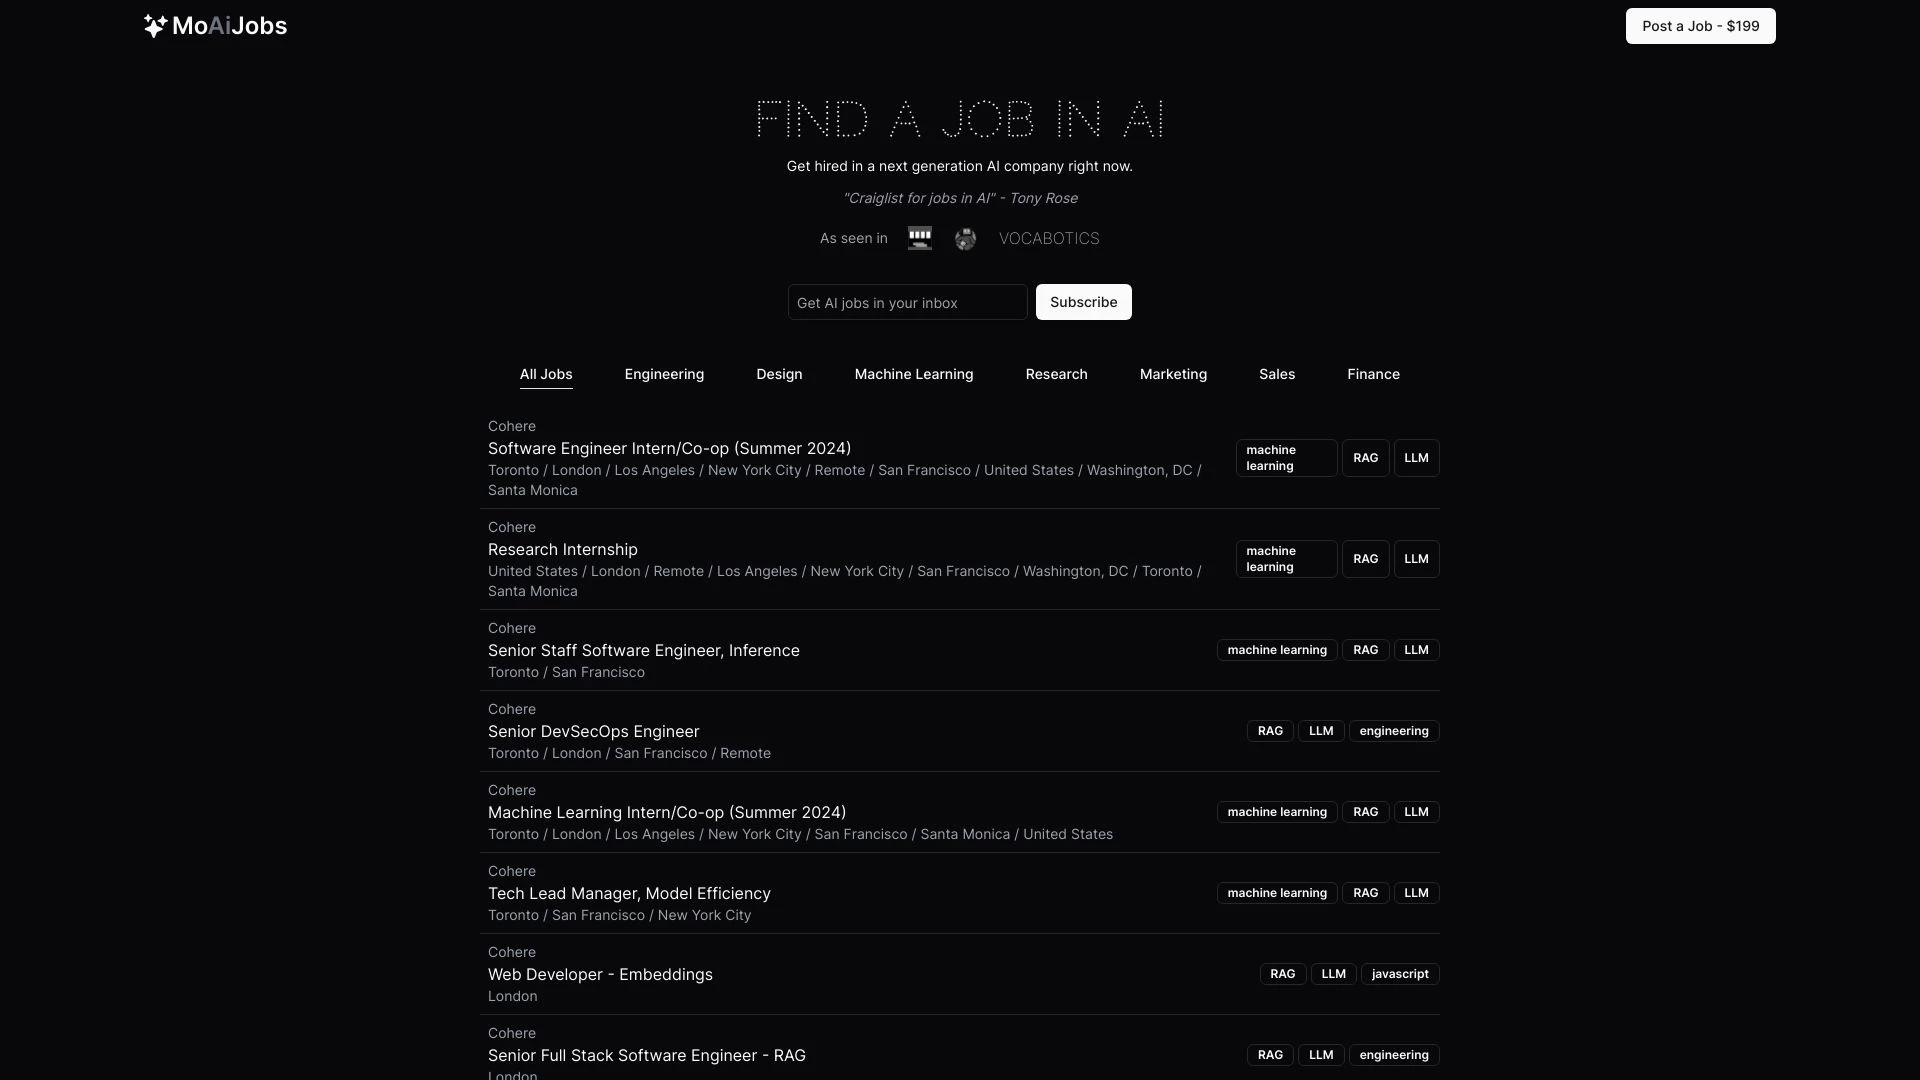 MoAiJobs
Post a Job - $199
FIND A JOB IN AI
Get hired in a next generation AI company right now.
"Craiglist for jobs in AI" - Tony Rose
As seen in VOCABOTICS
Get AI jobs in your inbox
Subscribe
All Jobs Engineering Design Machine Learning Research Marketing Sales Finance
Cohere
Software Engineer Intern/Co-op (Summer 2024)
Toronto / London / Los Angeles / New York City / Remote / San Francisco / United States / Washington, DC /
Santa Monica
machine
learning
RAG
LLM
Cohere
Research Internship
United States / London / Remote / Los Angeles / New York City / San Francisco / Washington, DC / Toronto /
Santa Monica
machine
learning
RAG
LLM
Cohere
Senior Staff Software Engineer, Inference
Toronto / San Francisco
machine learning RAG LLM
Cohere
Senior DevSecOps Engineer
Toronto / London / San Francisco / Remote
RAG LLM engineering
Cohere
Machine Learning Intern/Co-op (Summer 2024)
Toronto / London / Los Angeles / New York City / San Francisco / Santa Monica / United States
machine learning RAG LLM
Cohere
Tech Lead Manager, Model Efficiency
Toronto / San Francisco / New York City
machine learning RAG LLM
Cohere
Web Developer - Embeddings
London
RAG LLM javascript
Cohere
Senior Full Stack Software Engineer - RAG
London
RAG LLM engineering